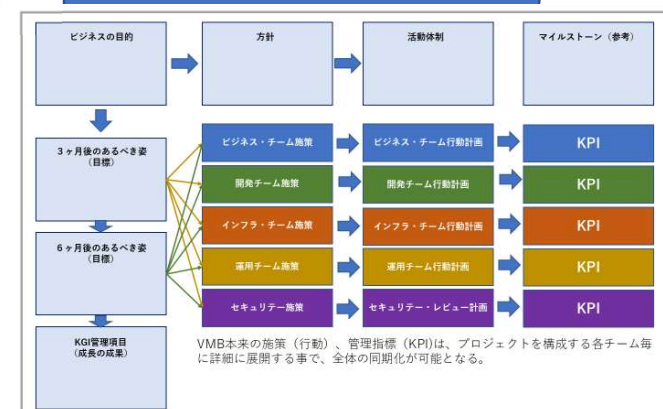 ビジネスの目的
方針
活動体制
マイルストーン（参考）
3ヶ月後のあるべき姿
（目標）
ビジネス・チーム施策
ビジネス・チーム行動計画
KPI
開発チーム施策
開発チーム行動計画
KPI
インフラ・チーム施策
インフラ・チーム行動計画
KPI
6ヶ月後のあるべき姿
（目標）
運用チーム施策
運用チーム行動計画
KPI
セキュリテー施策
セキュリテー・レビュー計画
KPI
KGI管理項目
（成長の成果）
VMB本来の施策（行動）、管理指標（KPI)は、プロジェクトを構成する各チーム毎
に詳細に展開する事で、全体の同期化が可能となる。